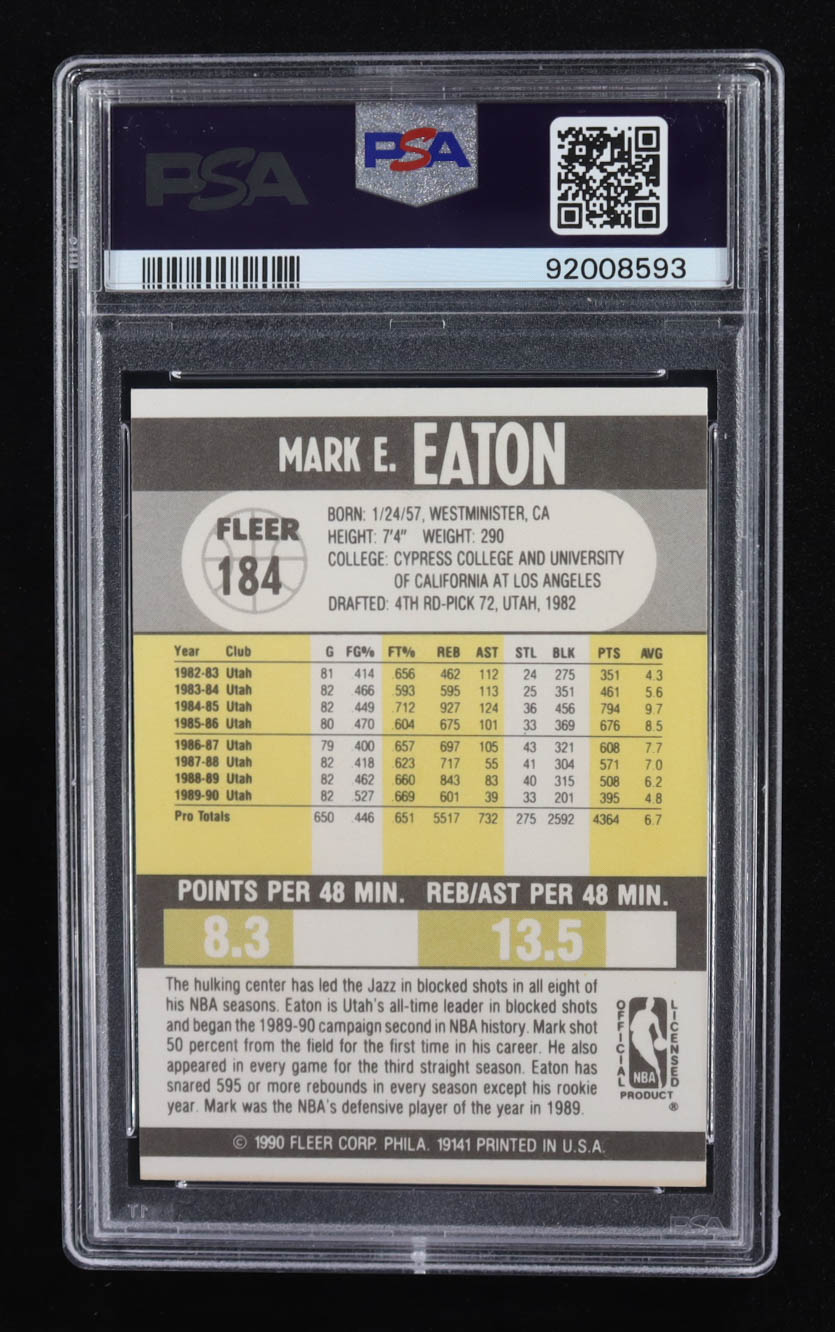 PSA PSA
92008593
MARK E. EATON
FLEER
184
BORN: 1/24/57, WESTMINISTER, CA
HEIGHT: 7'4" WEIGHT: 290
COLLEGE: CYPRESS COLLEGE AND UNIVERSITY
OF CALIFORNIA AT LOS ANGELES
DRAFTED: 4TH RD-PICK 72, UTAH, 1982
Year Club G FG% FT% REB AST STL BLK PTS AVG
1982-83 Utah 81 .414 .656 462 112 24 275 351 4.3
1983-84 Utah 82 .466 .593 595 113 25 351 461 5.6
1984-85 Utah 82 .449 .712 927 124 36 456 794 9.7
1985-86 Utah 80 .470 .604 675 101 33 369 676 8.5
1986-87 Utah 79 .400 .657 697 105 43 321 608 7.7
1987-88 Utah 82 .418 .623 717 55 41 304 571 7.0
1988-89 Utah 82 .462 .660 843 83 40 315 508 6.2
1989-90 Utah 82 .527 .669 601 39 33 201 395 4.8
Pro Totals 650 .446 .651 5517 732 275 2592 4364 6.7
POINTS PER 48 MIN. REB/AST PER 48 MIN.
8.3 13.5
The hulking center has led the Jazz in blocked shots in all eight of
his NBA seasons. Eaton is Utah's all-time leader in blocked shots
and began the 1989-90 campaign second in NBA history. Mark shot
50 percent from the field for the first time in his career. He also
appeared in every game for the third straight season. Eaton has
snared 595 or more rebounds in every season except his rookie
year. Mark was the NBA's defensive player of the year in 1989.
OFFICIAL
NBA
LICENSED
PRODUCT ®
© 1990 FLEER CORP. PHILA. 19141 PRINTED IN U.S.A.
PSA